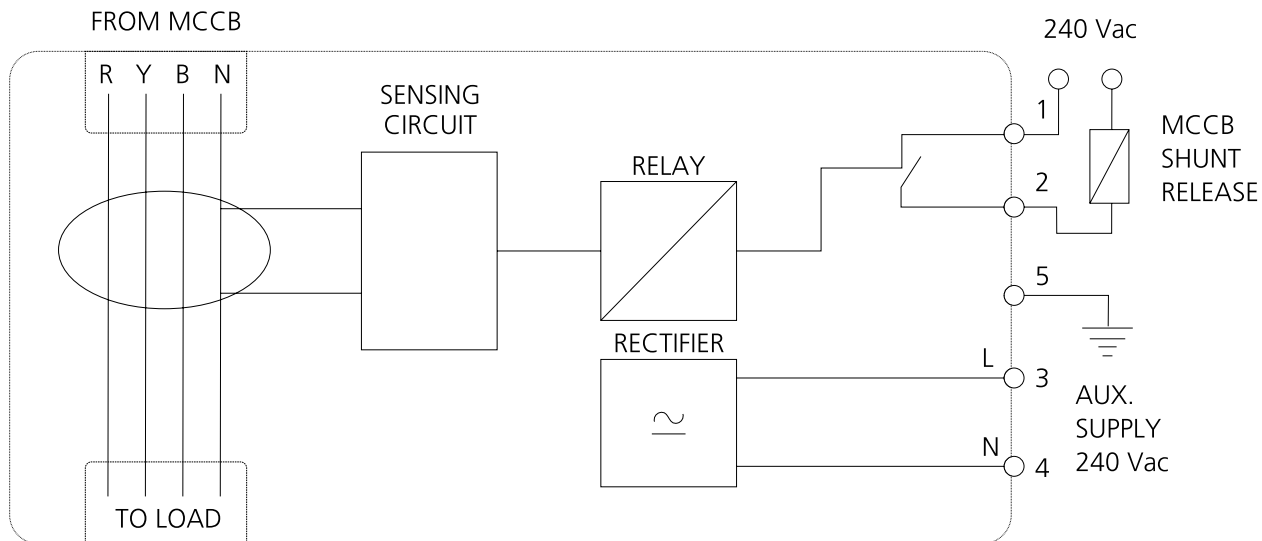 FROM MCCB
R Y B N
SENSING
CIRCUIT
RELAY
RECTIFIER
TO LOAD
240 Vac
1
2
MCCB
SHUNT
RELEASE
5
L
3
N
4
AUX.
SUPPLY
240 Vac